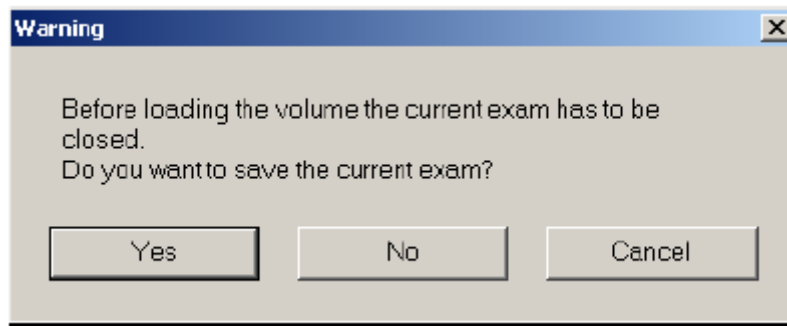 Warning
Before loading the volume the current exam has to be
closed.
Do you want to save the current exam?
Yes No Cancel